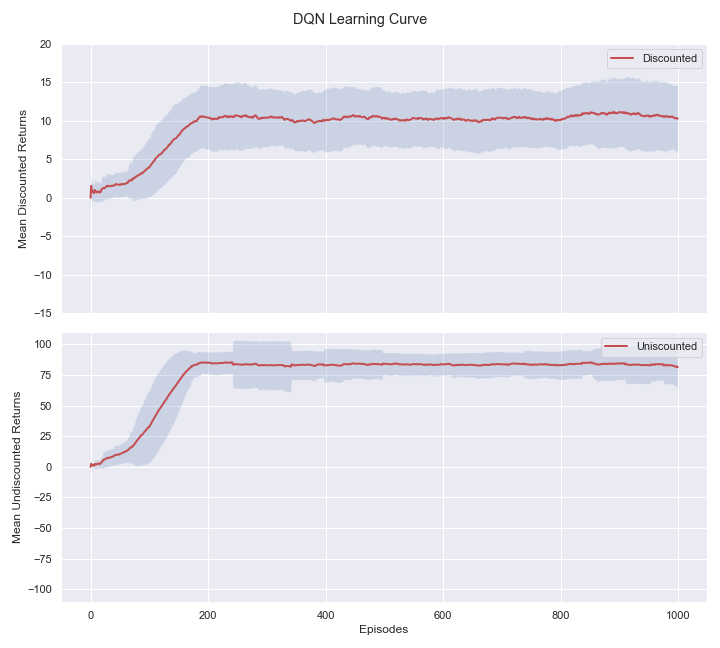 DQN Learning Curve
20
15
10
5
0
−5
−10
−15
Mean Discounted Returns
Discounted
100
75
50
25
0
−25
−50
−75
−100
Mean Undiscounted Returns
Uniscounted
0 200 400 600 800 1000
Episodes